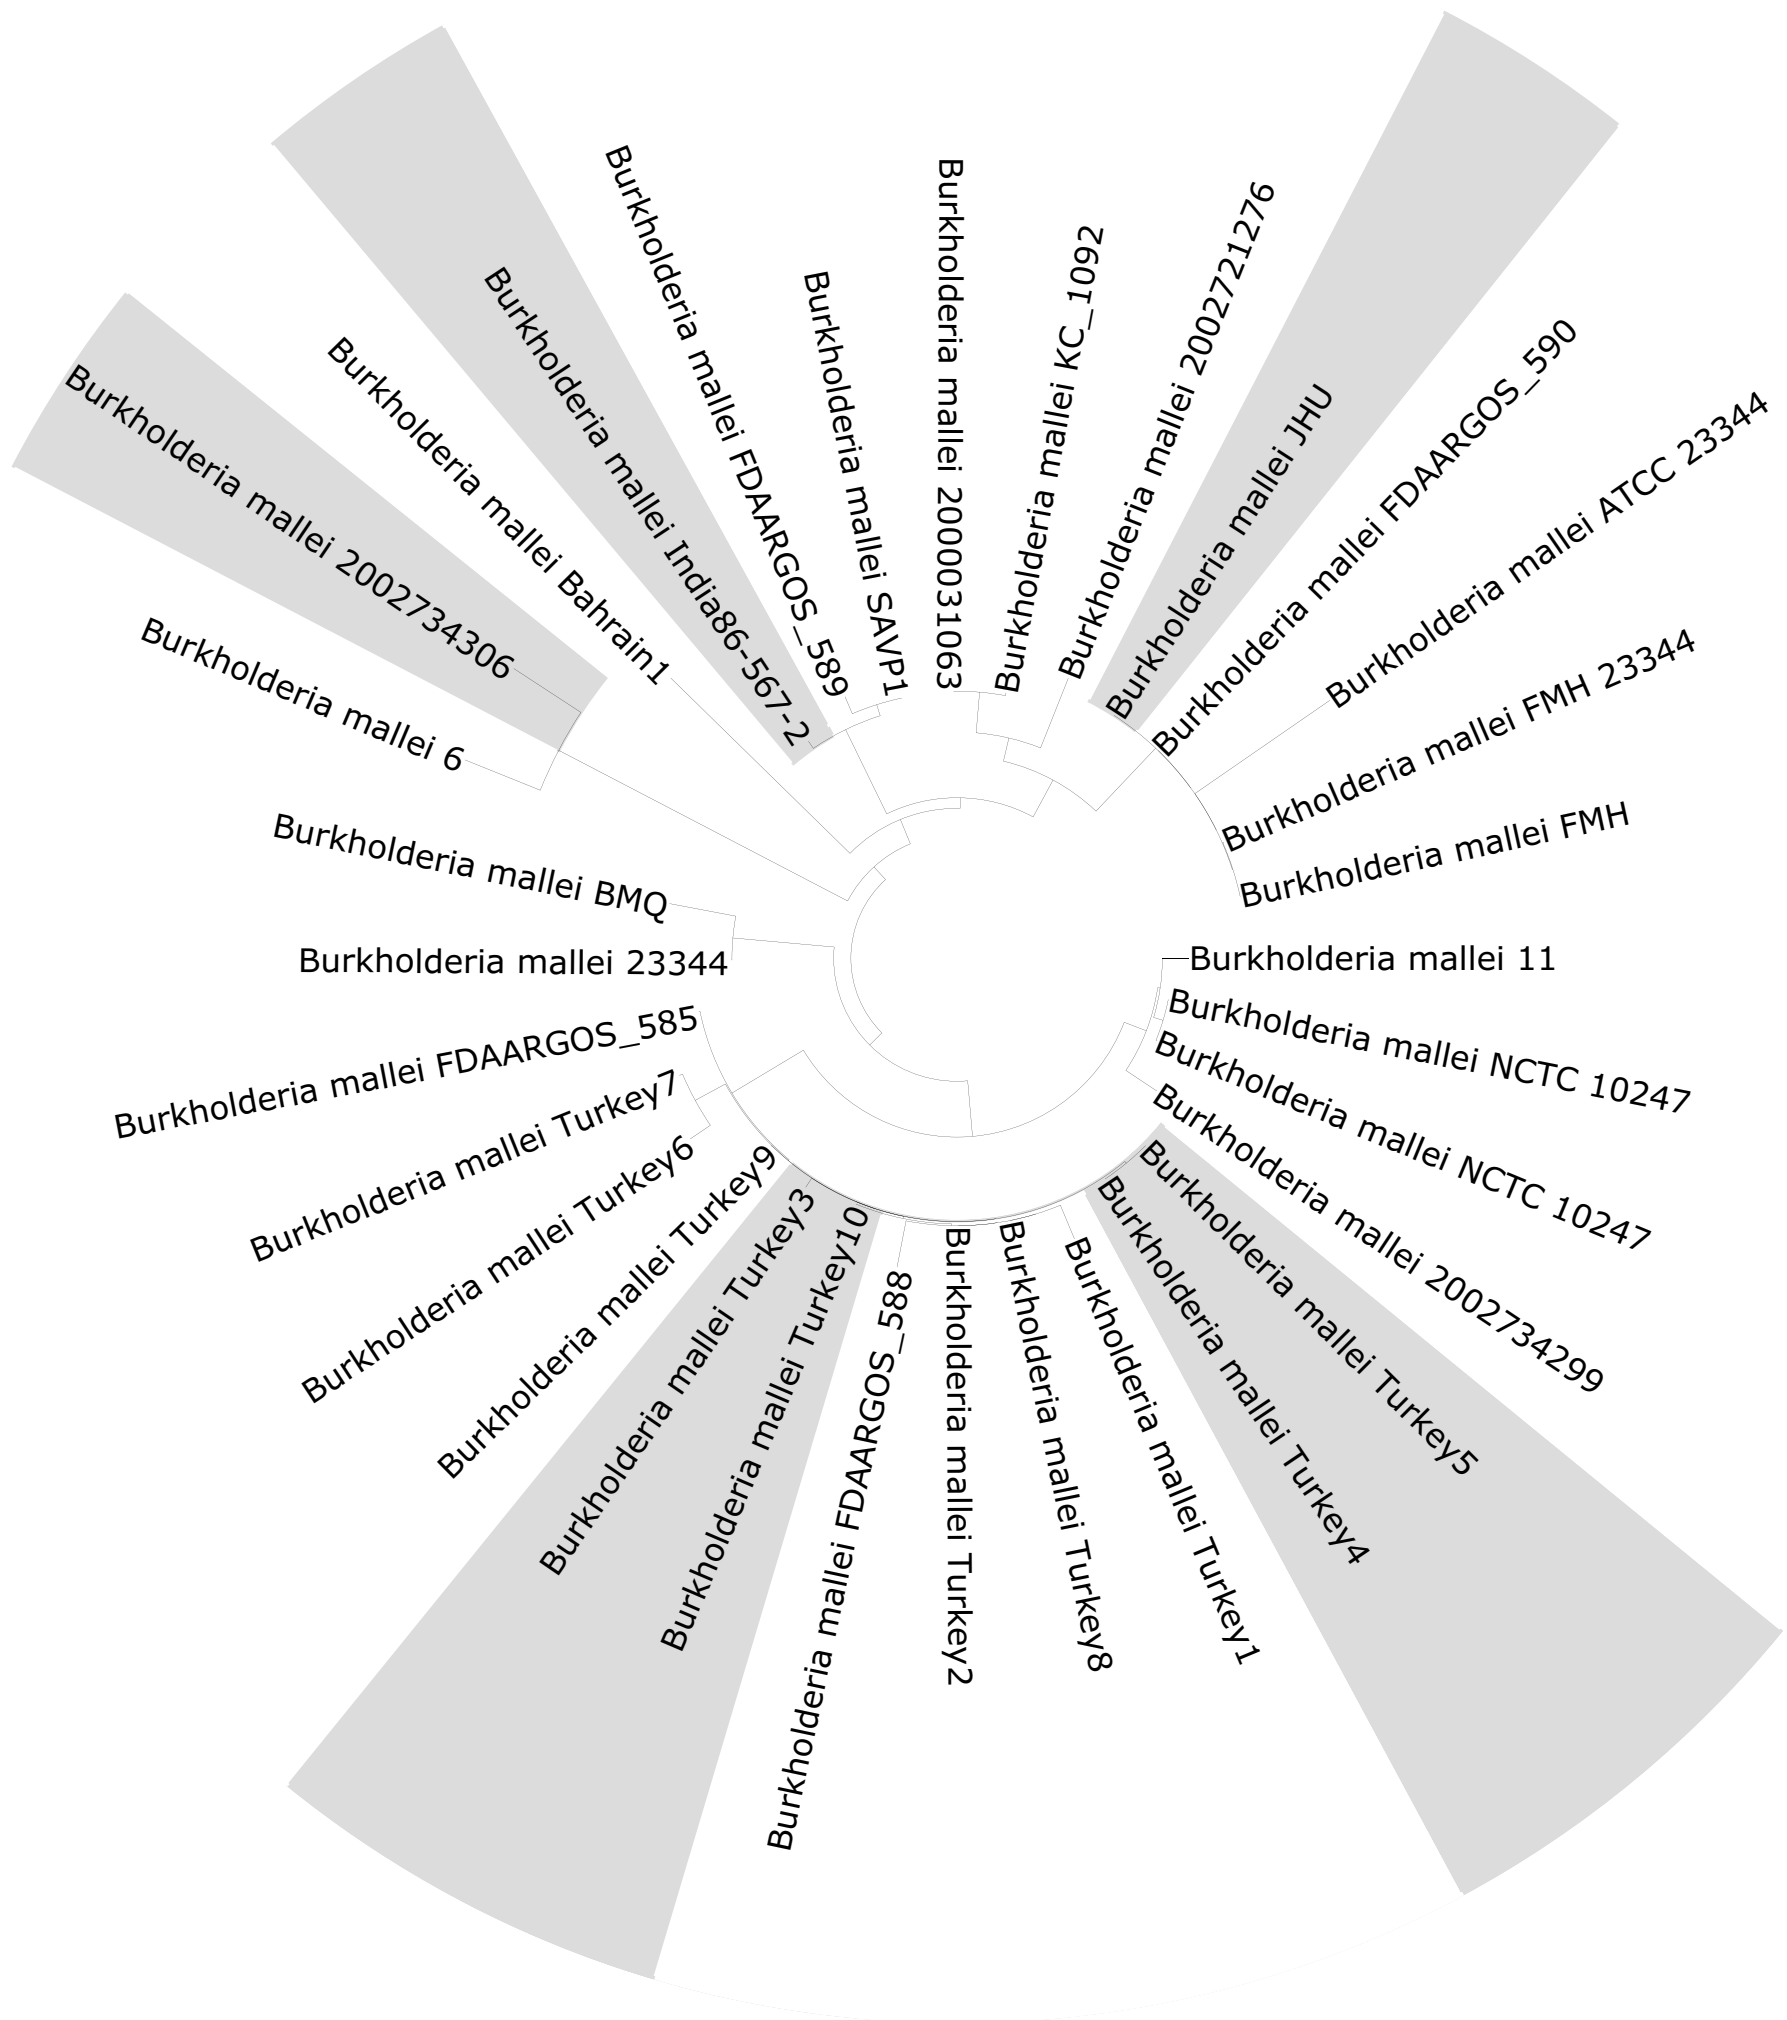 Burkholderia mallei 11
Burkholderia mallei NCTC 10247
Burkholderia mallei NCTC 10247
Burkholderia mallei 2002734299
Burkholderia mallei Turkey5
Burkholderia mallei Turkey4
Burkholderia mallei Turkey1
Burkholderia mallei Turkey8
Burkholderia mallei Turkey2
Burkholderia mallei FDAARGOS_588
Burkholderia mallei Turkey10
Burkholderia mallei Turkey3
Burkholderia mallei Turkey9
Burkholderia mallei Turkey6
Burkholderia mallei Turkey7
Burkholderia mallei FDAARGOS_585
Burkholderia mallei 23344
Burkholderia mallei BMQ
Burkholderia mallei 6
Burkholderia mallei 2002734306
Burkholderia mallei Bahrain1
Burkholderia mallei India86-567-2
Burkholderia mallei FDAARGOS_589
Burkholderia mallei SAVP1
Burkholderia mallei 2000031063
Burkholderia mallei KC_1092
Burkholderia mallei 2002721276
Burkholderia mallei JHU
Burkholderia mallei FDAARGOS_590
Burkholderia mallei ATCC 23344
Burkholderia mallei FMH 23344
Burkholderia mallei FMH